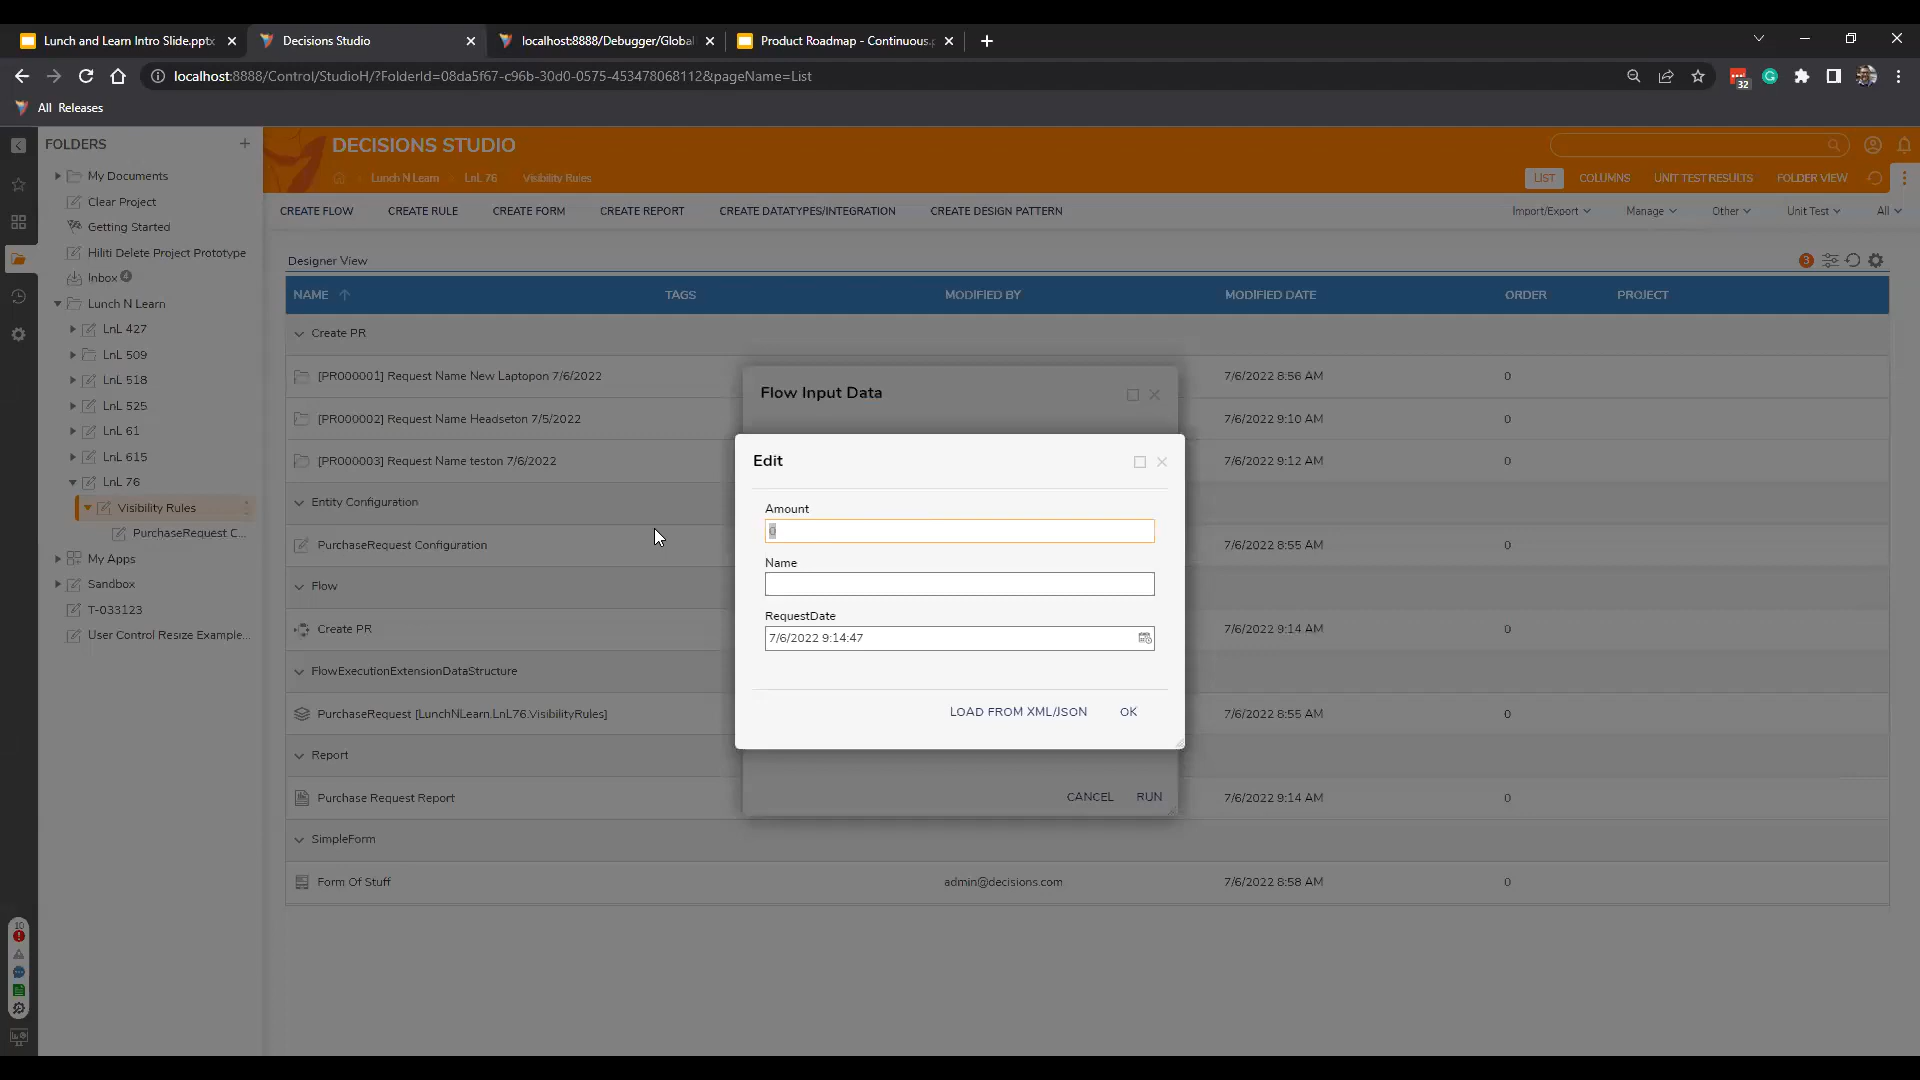 Lunch and Learn Intro Slide.pptx
Decisions Studio
localhost:8888/Debugger/Global
Product Roadmap - Continuous.p
localhost:8888/Control/StudioH/?FolderId=08da5f67-c96b-30d0-0575-453478068112&pageName=List
32
All Releases
FOLDERS
My Documents
Clear Project
Getting Started
Hiliti Delete Project Prototype
Inbox 4
Lunch N Learn
LnL 427
LnL 509
LnL 518
LnL 525
LnL 61
LnL 615
LnL 76
Visibility Rules
PurchaseRequest C...
My Apps
Sandbox
T-033123
User Control Resize Example...
10
DECISIONS STUDIO
Lunch N Learn LnL 76 Visibility Rules
LIST COLUMNS UNIT TEST RESULTS FOLDER VIEW
CREATE FLOW CREATE RULE CREATE FORM CREATE REPORT CREATE DATATYPES/INTEGRATION CREATE DESIGN PATTERN Import/Export Manage Other Unit Test All
Designer View
3
NAME TAGS MODIFIED BY MODIFIED DATE ORDER PROJECT
Create PR
[PR000001] Request Name New Laptopon 7/6/2022 7/6/2022 8:56 AM 0
[PR000002] Request Name Headseton 7/5/2022 7/6/2022 9:10 AM 0
[PR000003] Request Name teston 7/6/2022 7/6/2022 9:12 AM 0
Entity Configuration
PurchaseRequest Configuration 7/6/2022 8:55 AM 0
Flow
Create PR 7/6/2022 9:14 AM 0
FlowExecutionExtensionDataStructure
PurchaseRequest [LunchNLearn.LnL76.VisibilityRules] 7/6/2022 8:55 AM 0
Report
Purchase Request Report 7/6/2022 9:14 AM 0
SimpleForm
Form Of Stuff admin@decisions.com 7/6/2022 8:58 AM 0
Flow Input Data
Edit
Amount
0
Name
RequestDate
7/6/2022 9:14:47
LOAD FROM XML/JSON OK
CANCEL RUN